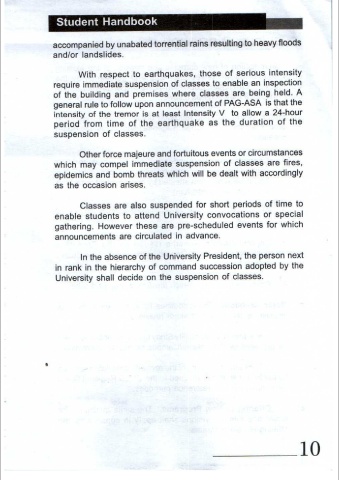 Student Handbook
accompanied by unabated torrential rains resulting to heavy floods
and/or landslides.
With respect to earthquakes, those of serious intensity
require immediate suspension of classes to enable an inspection
of the building and premises where classes are being held. A
general rule to follow upon announcement of PAG-ASA is that the
intensity of the tremor is at least Intensity V to allow a 24-hour
period from time of the earthquake as the duration of the
suspension of classes.
Other force majeure and fortuitous events or circumstances
which may compel immediate suspension of classes are fires,
epidemics and bomb threats which will be dealt with accordingly
as the occasion arises.
Classes are also suspended for short periods of time to
enable students to attend University convocations or special
gathering. However these are pre-scheduled events for which
announcements are circulated in advance.
In the absence of the University President, the person next
in rank in the hierarchy of command succession adopted by the
University shall decide on the suspension of classes.
10